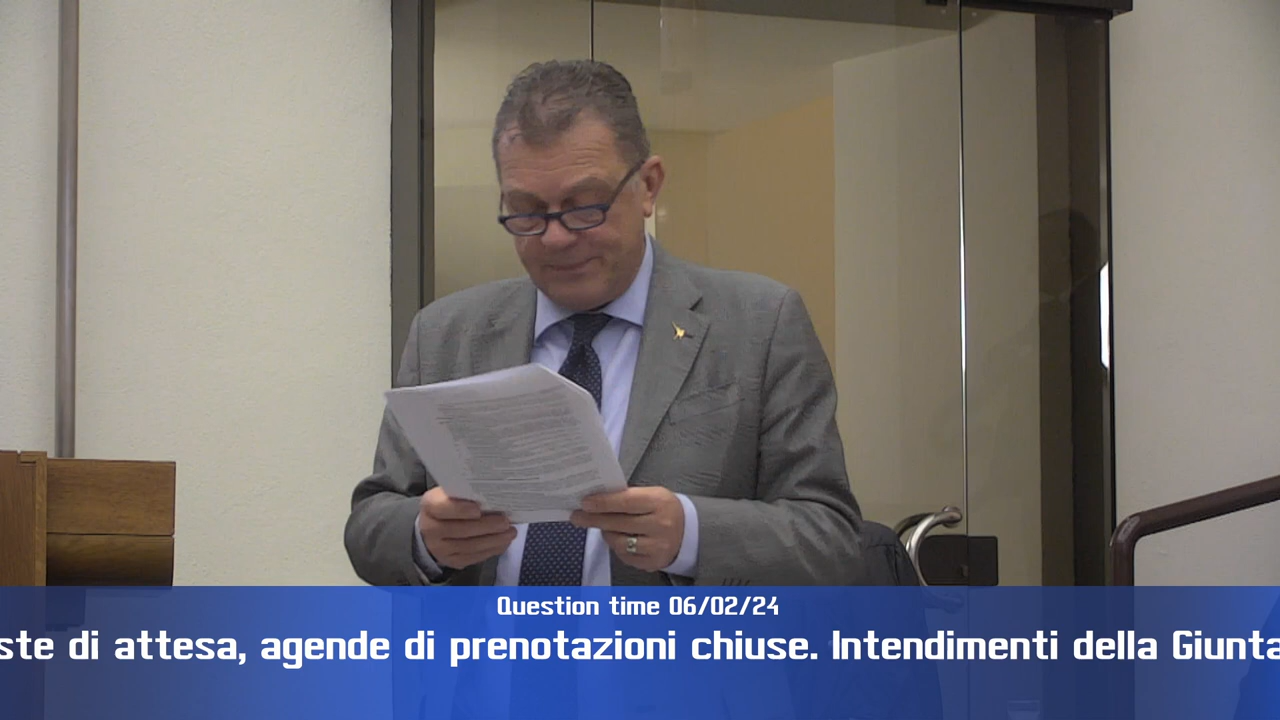 Question time 06/02/24
ste di attesa, agende di prenotazioni chiuse. Intendimenti della Giunta